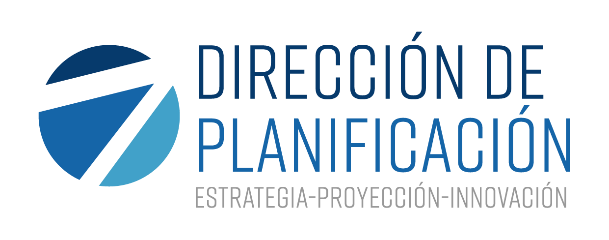 DIRECCIÓN DE
PLANIFICACIÓN
ESTRATEGIA-PROYECCIÓN-INNOVACIÓN